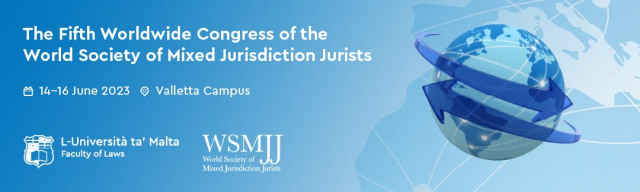 The Fifth Worldwide Congress of the
World Society of Mixed Jurisdiction Jurists
14-16 June 2023 Valletta Campus
L-Università ta' Malta
Faculty of Laws
WSMJJ
World Society of
Mixed Jurisdiction Jurists